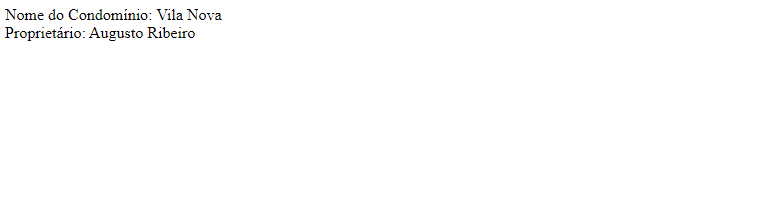 Nome do Condomínio: Vila Nova
Proprietário: Augusto Ribeiro